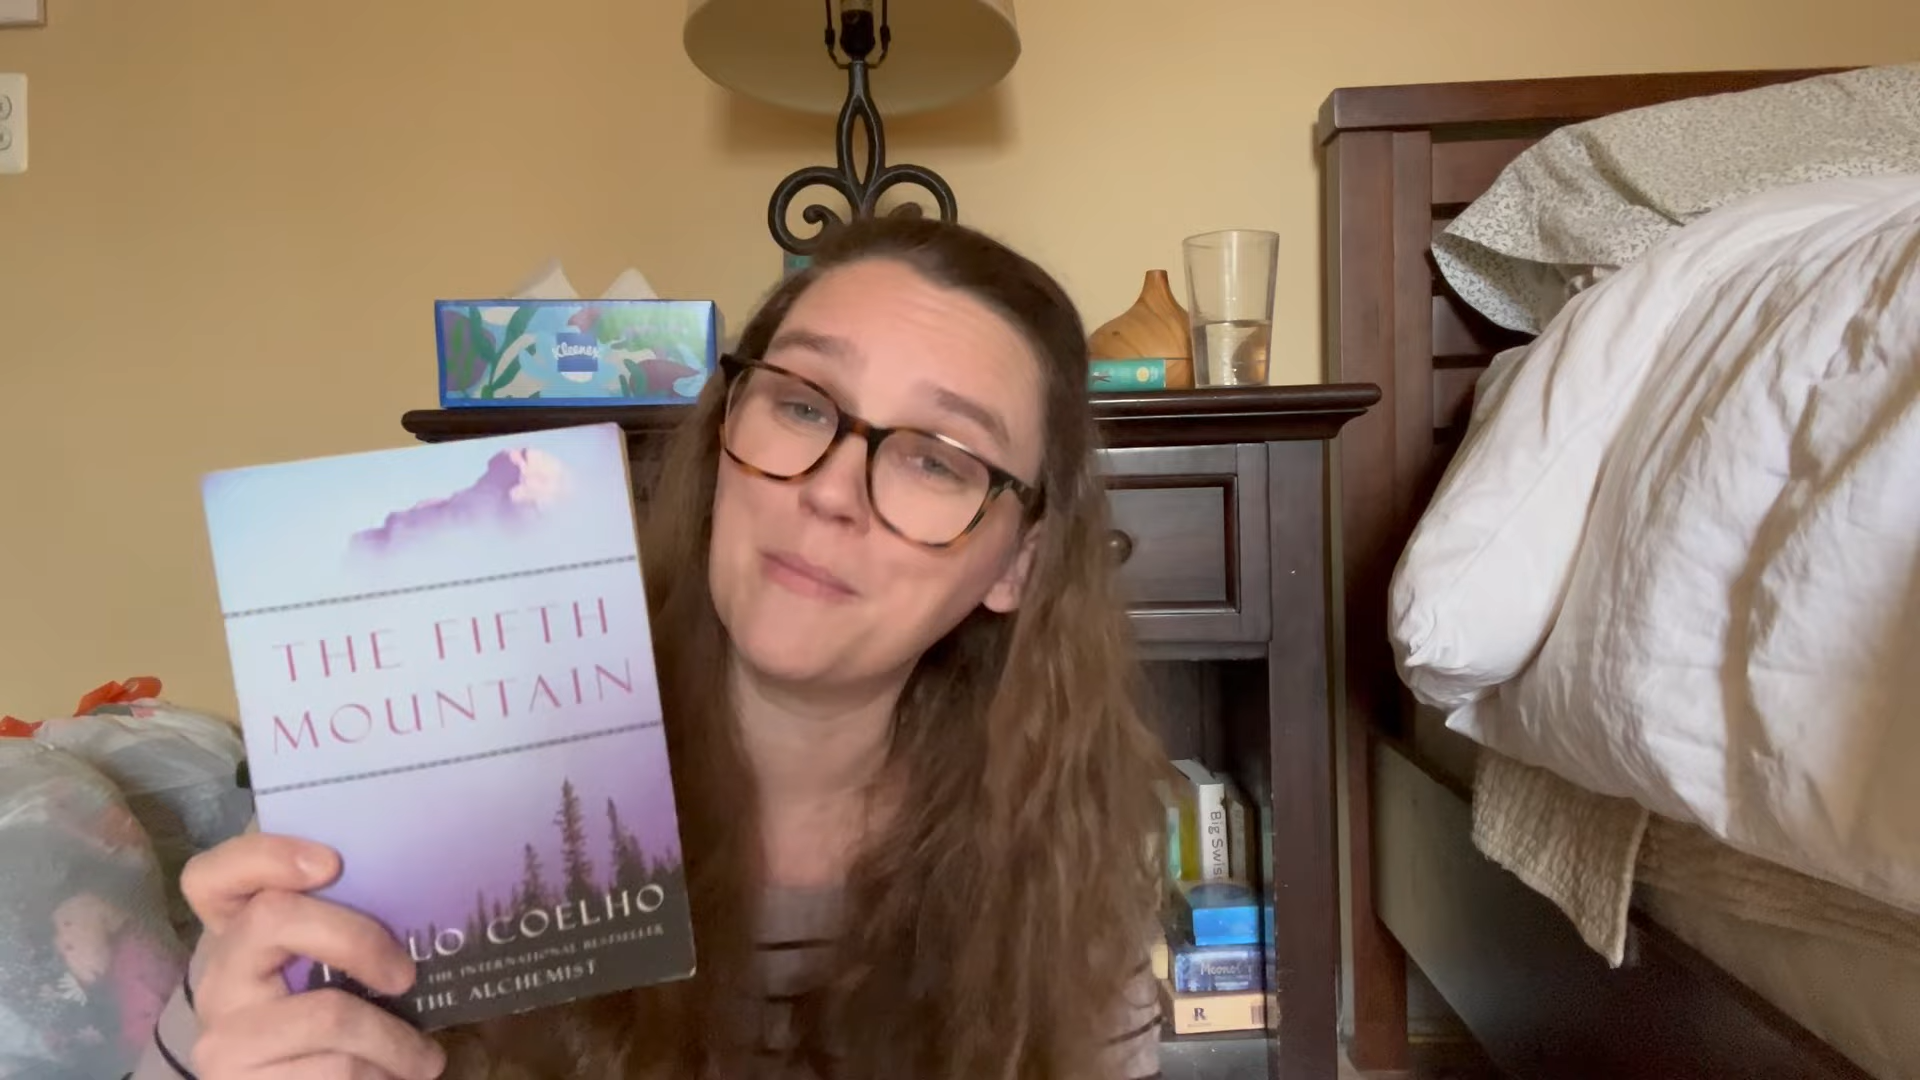 Kleenex
THE FIFTH
MOUNTAIN
LO COELHO
THE INTERNATIONAL BESTSELLER
THE ALCHEMIST
Big Swiss
R